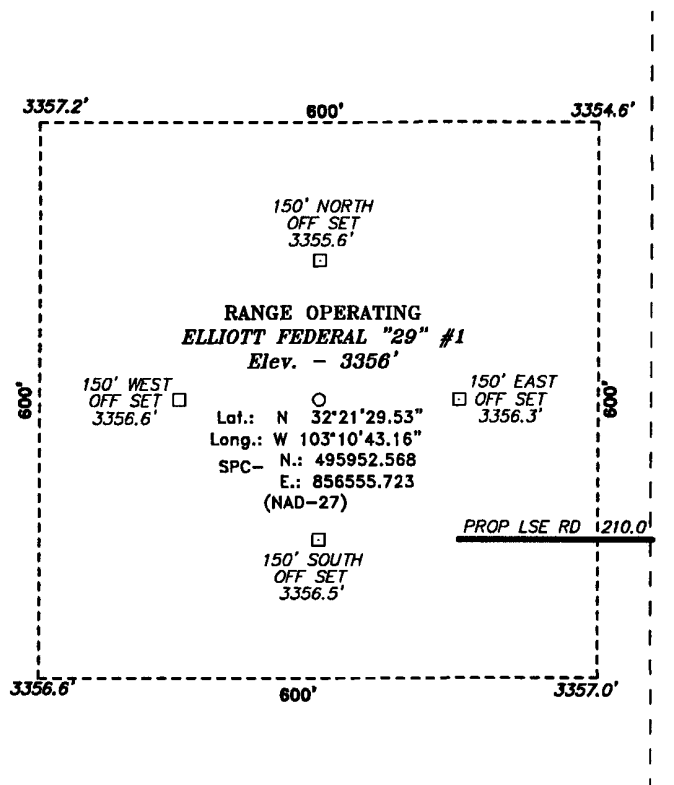 3357.2'
600'
3354.6'
150' NORTH
OFF SET
3355.6'
RANGE OPERATING
ELLIOTT FEDERAL "29" #1
Elev. - 3356'
600'
150' WEST
OFF SET
3356.6'
150' EAST
OFF SET
3356.3'
600'
Lat.: N 32°21'29.53"
Long.: W 103°10'43.16"
SPC- N.: 495952.568
E.: 856555.723
(NAD-27)
PROP LSE RD 210.0'
150' SOUTH
OFF SET
3356.5'
3356.6'
600'
3357.0'